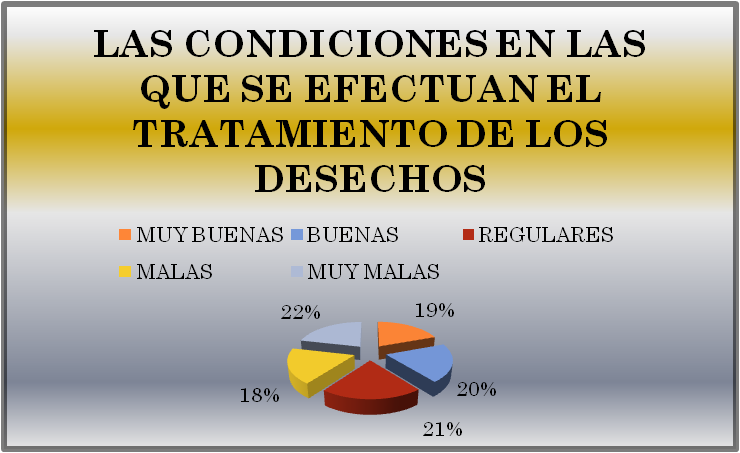 LAS CONDICIONES EN LAS
QUE SE EFECTUAN EL
TRATAMIENTO DE LOS
DESECHOS
MUY BUENAS BUENAS REGULARES
MALAS MUY MALAS
22% 19%
18% 20%
21%